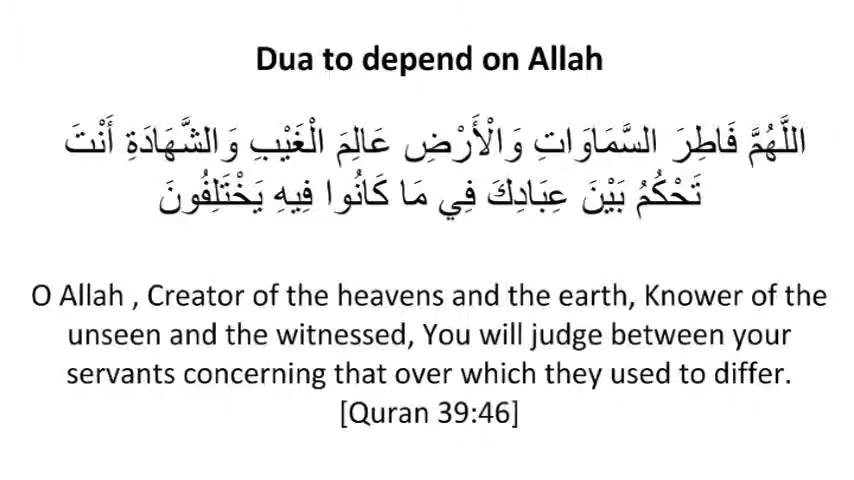 Dua to depend on Allah
اللَّهُمَّ فَاطِرَ السَّمَاوَاتِ وَالْأَرْضِ عَالِمَ الْغَيْبِ وَالشَّهَادَةِ أَنْتَ
تَحْكُمُ بَيْنَ عِبَادِكَ فِي مَا كَانُوا فِيهِ يَخْتَلِفُونَ
O Allah , Creator of the heavens and the earth, Knower of the
unseen and the witnessed, You will judge between your
servants concerning that over which they used to differ.
[Quran 39:46]